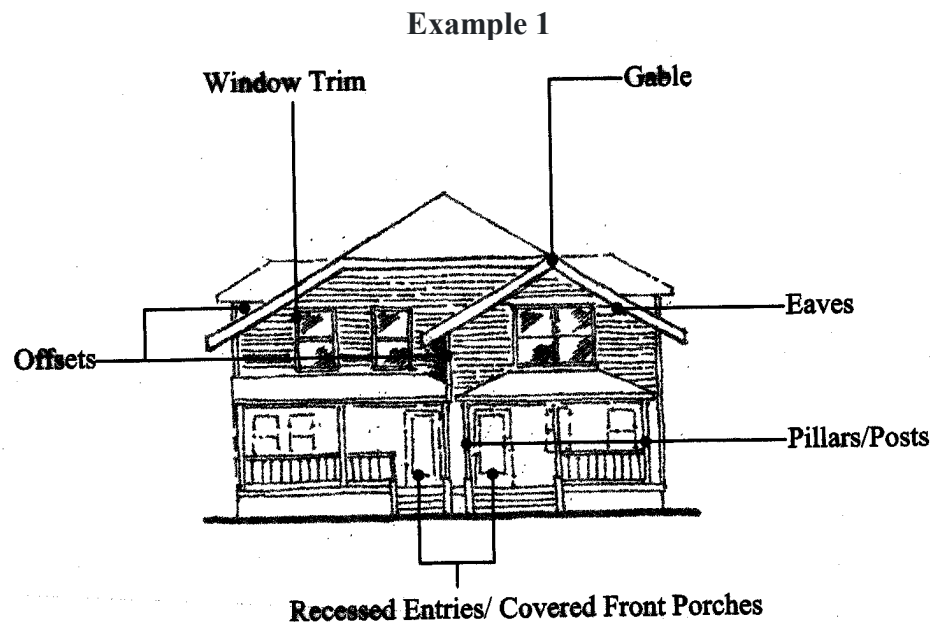 Example 1
Window Trim
Gable
Eaves
Offsets
Pillars/Posts
Recessed Entries/ Covered Front Porches